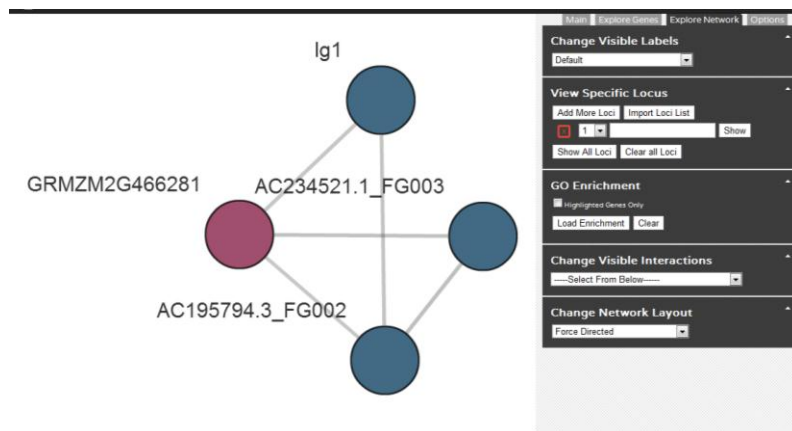 lg1
GRMZM2G466281
AC234521.1_FG003
AC195794.3_FG002
Main Explore Genes Explore Network Options
Change Visible Labels
Default
View Specific Locus
Add More Loci Import Loci List
1 Show
Show All Loci Clear all Loci
GO Enrichment
Highlighted Genes Only
Load Enrichment Clear
Change Visible Interactions
-----Select From Below-----
Change Network Layout
Force Directed